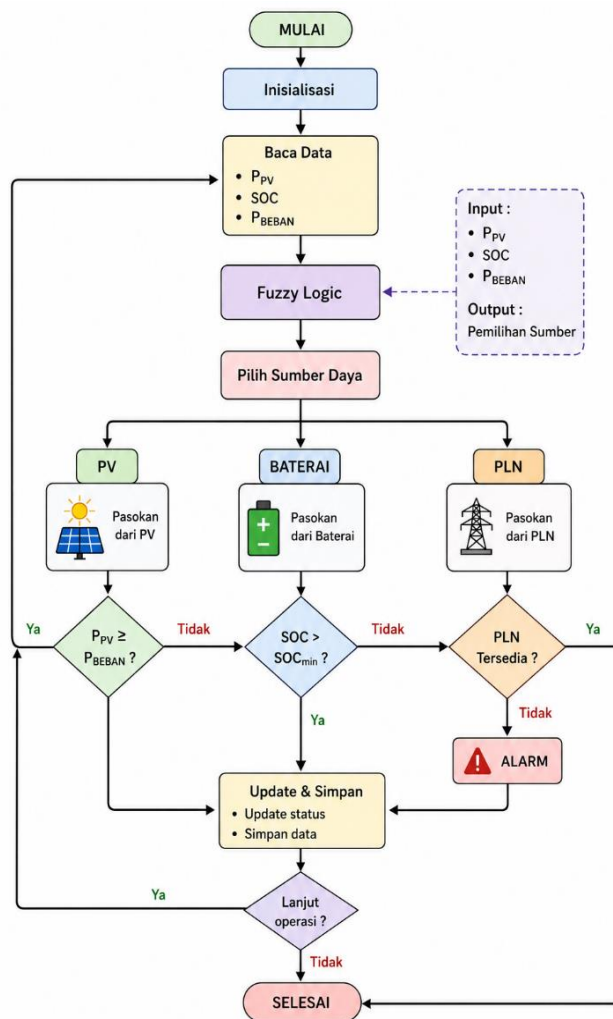 MULAI
Inisialisasi
Baca Data
• P_PV
• SOC
• P_BEBAN
Input :
• P_PV
• SOC
• P_BEBAN
Output :
Pemilihan Sumber
Fuzzy Logic
Pilih Sumber Daya
PV
BATERAI
PLN
Pasokan
dari PV
Pasokan
dari Baterai
Pasokan
dari PLN
Ya
P_PV ≥
P_BEBAN ?
Tidak
SOC >
SOC_min ?
Tidak
PLN
Tersedia ?
Ya
Ya
Tidak
ALARM
Update & Simpan
• Update status
• Simpan data
Ya
Lanjut
operasi ?
Tidak
SELESAI